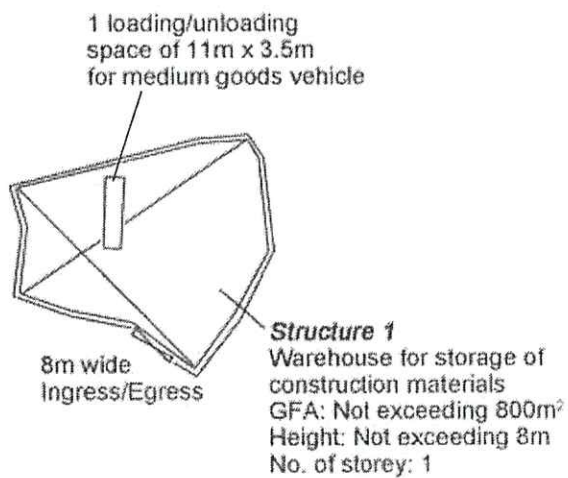 1 loading/unloading
space of 11m x 3.5m
for medium goods vehicle
8m wide
Ingress/Egress
Structure 1
Warehouse for storage of
construction materials
GFA: Not exceeding 800m²
Height: Not exceeding 8m
No. of storey: 1